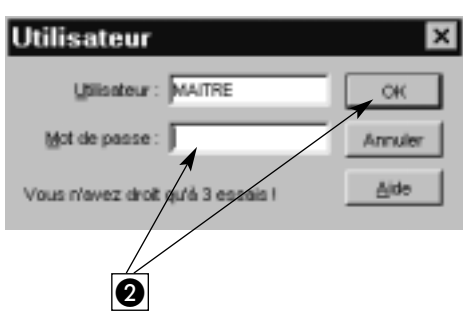 Utilisateur
Utilisateur : MAITRE OK
Mot de passe : Annuler
Vous n'avez droit qu'à 3 essais ! Aide
2